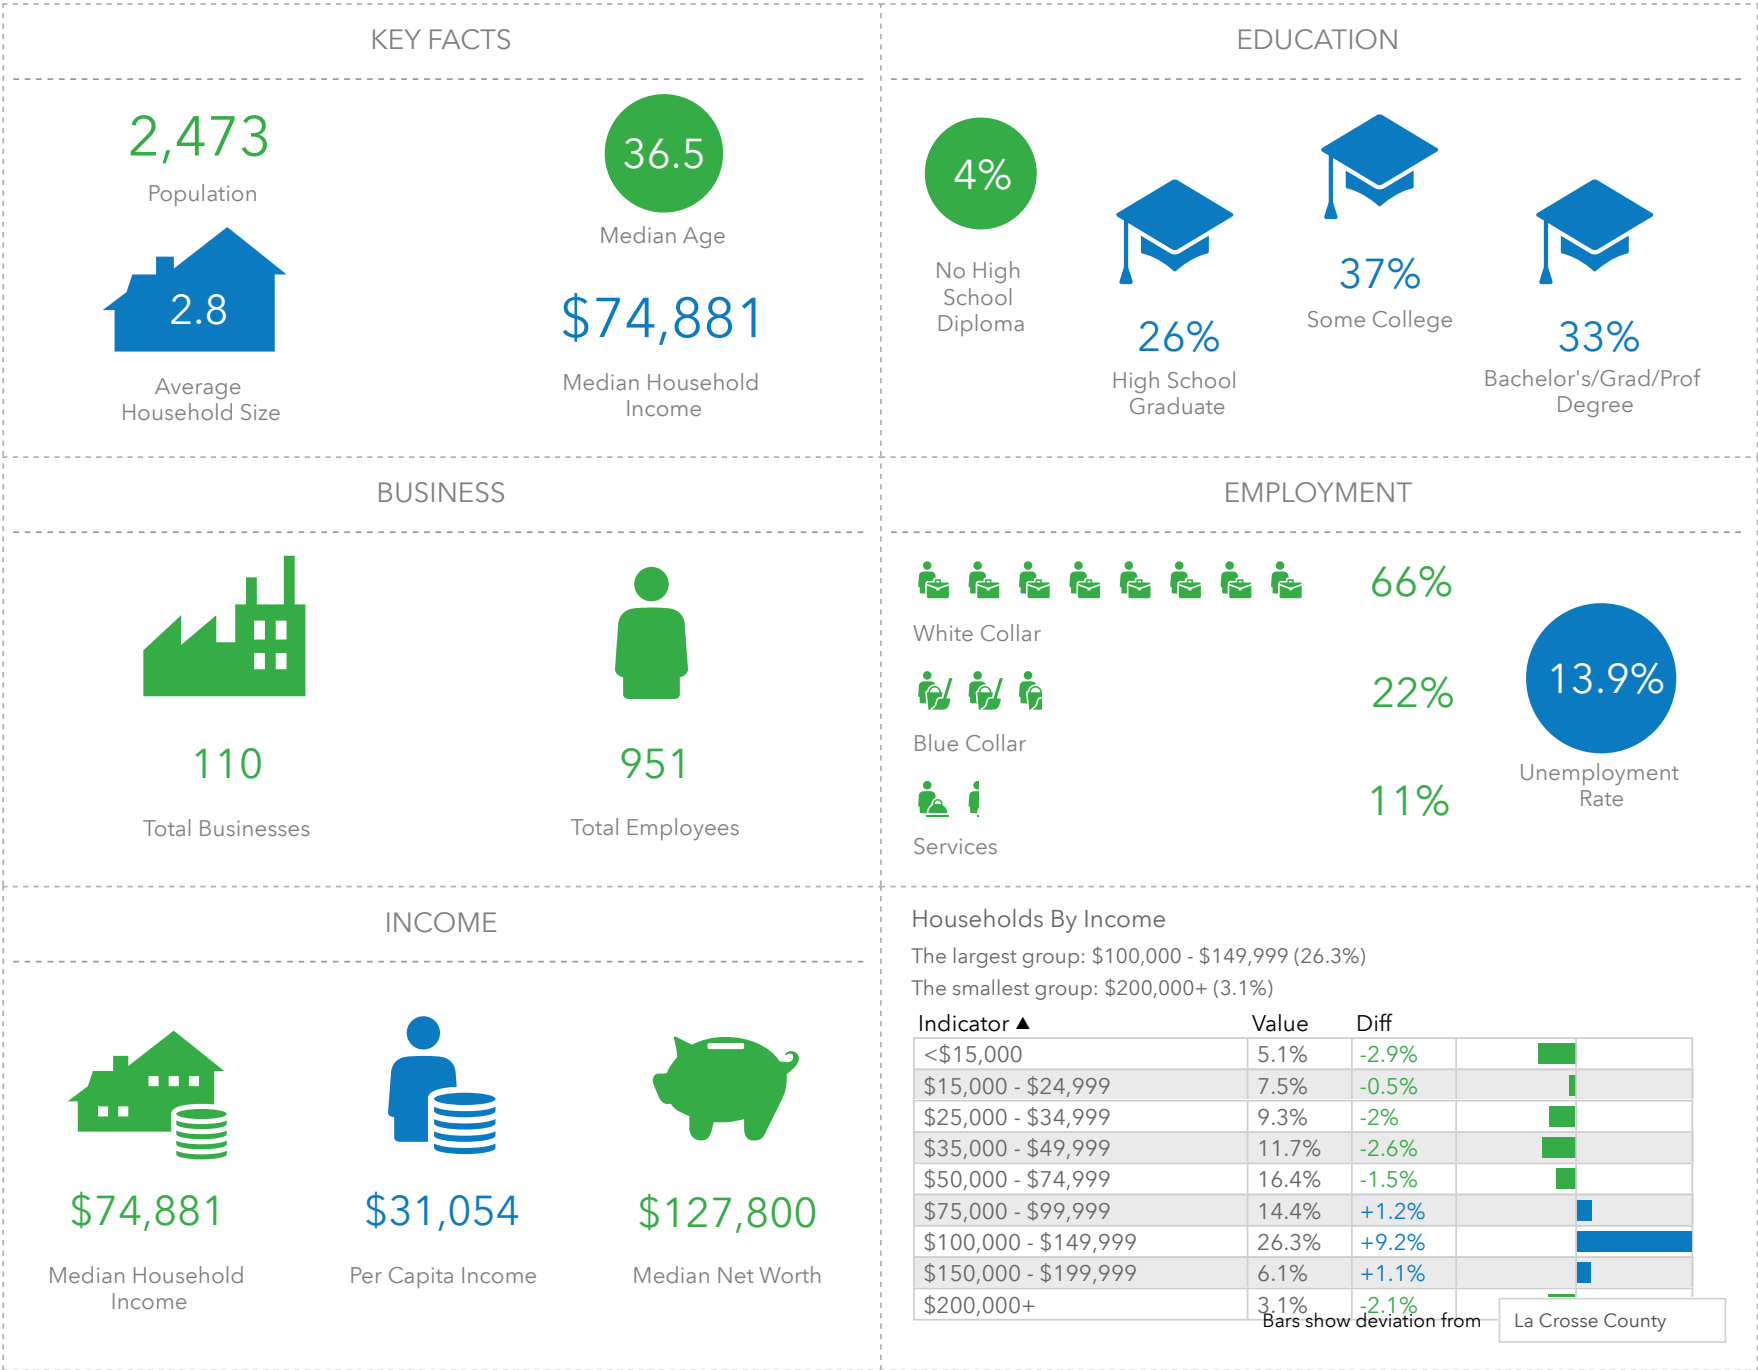 KEY FACTS
2,473
Population
36.5
Median Age
2.8
Average
Household Size
$74,881
Median Household
Income
EDUCATION
4%
No High
School
Diploma
26%
High School
Graduate
37%
Some College
33%
Bachelor's/Grad/Prof
Degree
BUSINESS
110
Total Businesses
951
Total Employees
EMPLOYMENT
66%
White Collar
22%
Blue Collar
11%
Services
13.9%
Unemployment
Rate
INCOME
$74,881
Median Household
Income
$31,054
Per Capita Income
$127,800
Median Net Worth
Households By Income
The largest group: $100,000 - $149,999 (26.3%)
The smallest group: $200,000+ (3.1%)
Indicator ▲ Value Diff
<$15,000 5.1% -2.9%
$15,000 - $24,999 7.5% -0.5%
$25,000 - $34,999 9.3% -2%
$35,000 - $49,999 11.7% -2.6%
$50,000 - $74,999 16.4% -1.5%
$75,000 - $99,999 14.4% +1.2%
$100,000 - $149,999 26.3% +9.2%
$150,000 - $199,999 6.1% +1.1%
$200,000+ 3.1% -2.1%
Bars show deviation from La Crosse County